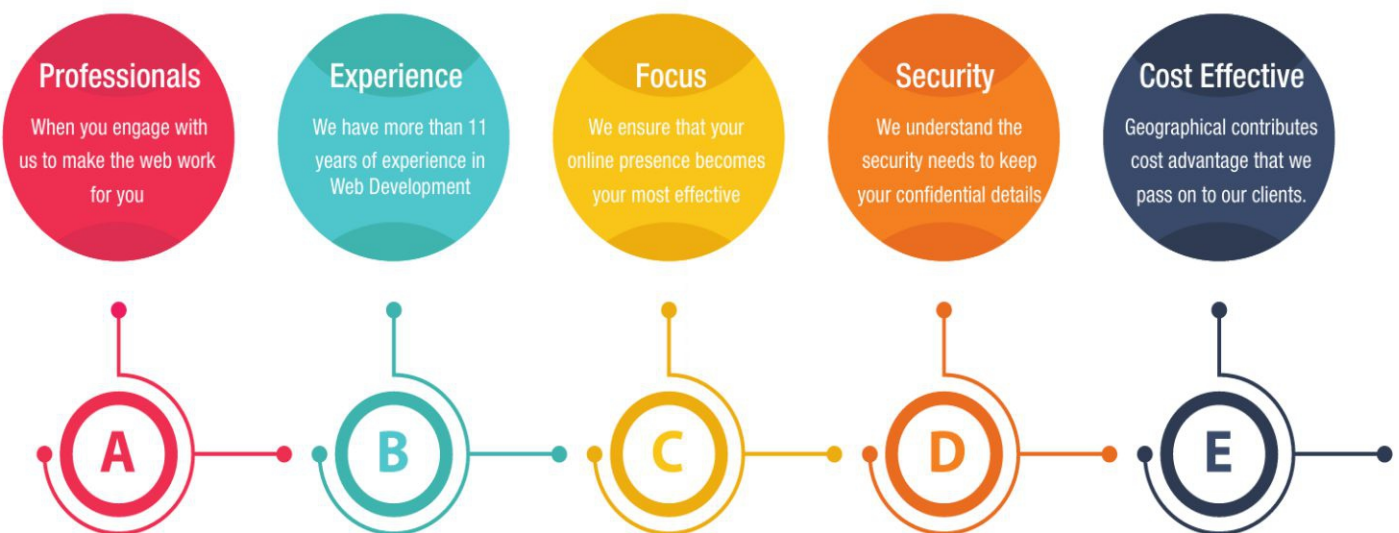 Professionals
When you engage with
us to make the web work
for you
Experience
We have more than 11
years of experience in
Web Development
Focus
We ensure that your
online presence becomes
your most effective
Security
We understand the
security needs to keep
your confidential details
Cost Effective
Geographical contributes
cost advantage that we
pass on to our clients.
A
B
C
D
E